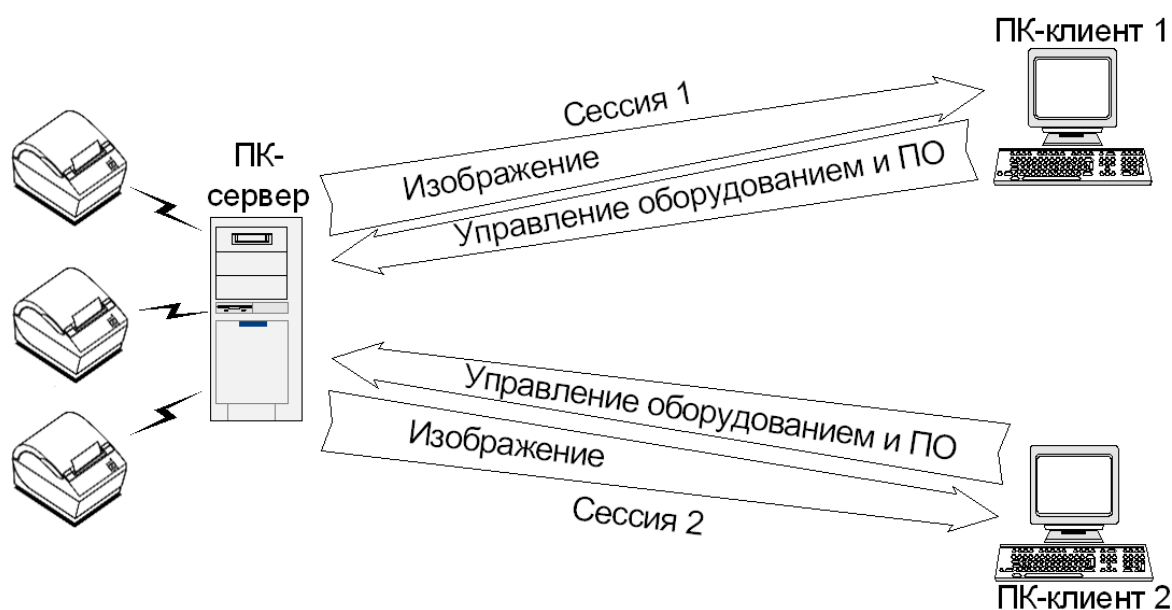 ПК-клиент 1
Сессия 1
ПК-
сервер
Изображение
Управление оборудованием и ПО
Управление оборудованием и ПО
Изображение
Сессия 2
ПК-клиент 2